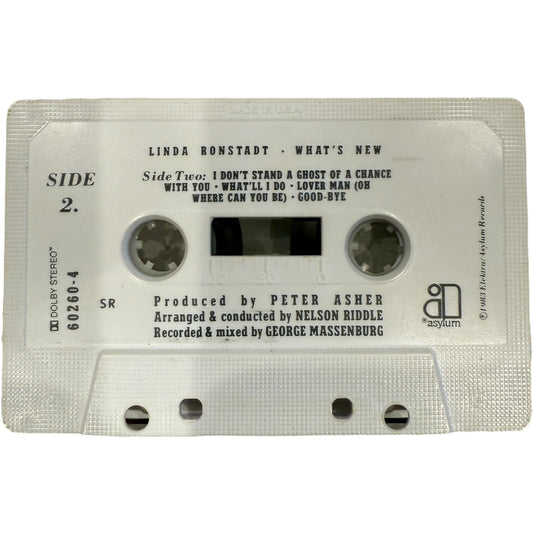 MADE IN U.S.A.
LINDA RONSTADT · WHAT'S NEW
SIDE
2.
Side Two: I DON'T STAND A GHOST OF A CHANCE
WITH YOU · WHAT'LL I DO · LOVER MAN (OH
WHERE CAN YOU BE) · GOOD-BYE
DOLBY STEREO™
60260-4
SR
100 50 0
Produced by PETER ASHER
Arranged & conducted by NELSON RIDDLE
Recorded & mixed by GEORGE MASSENBURG
®asylum
℗1983 Elektra/Asylum Records